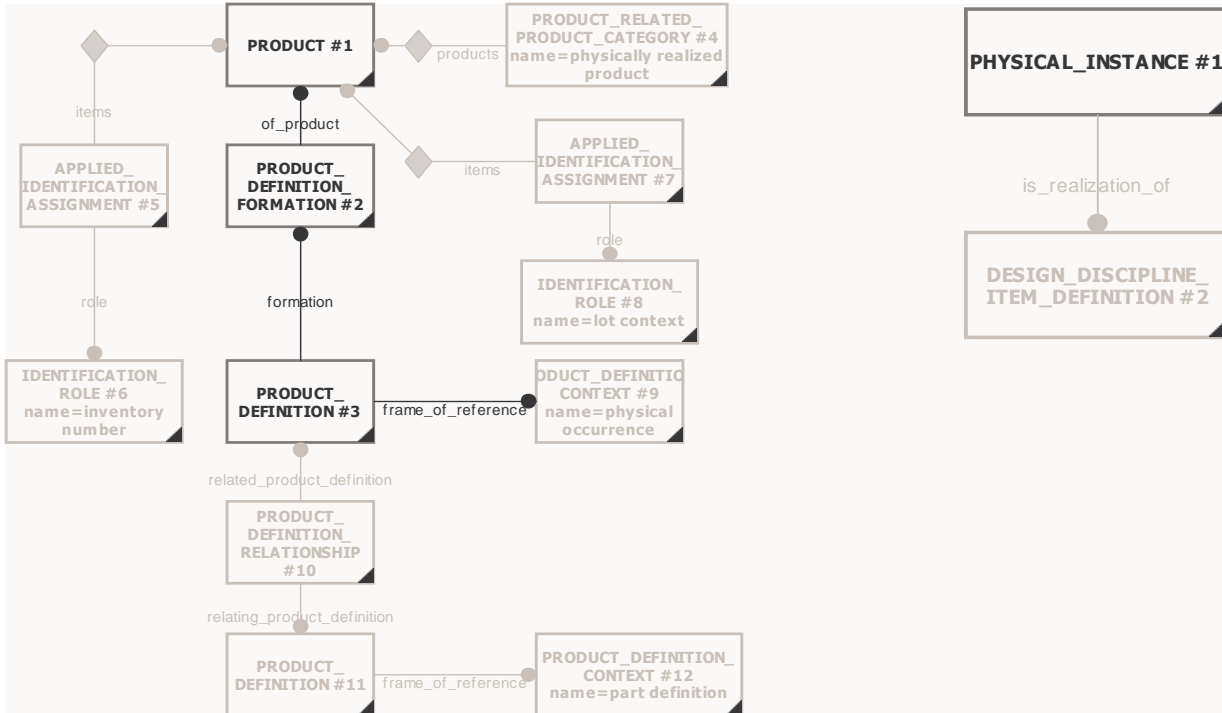 PRODUCT #1
PRODUCT_RELATED_
PRODUCT_CATEGORY #4
name=physically realized
product
products
PHYSICAL_INSTANCE #1
items
of_product
APPLIED_
IDENTIFICATION_
ASSIGNMENT #5
PRODUCT_
DEFINITION_
FORMATION #2
items
APPLIED_
IDENTIFICATION_
ASSIGNMENT #7
is_realization_of
role
IDENTIFICATION_
ROLE #8
name=lot context
DESIGN_DISCIPLINE_
ITEM_DEFINITION #2
role
formation
IDENTIFICATION_
ROLE #6
name=inventory
number
PRODUCT_
DEFINITION #3
frame_of_reference
ODUCT_DEFINITIO
CONTEXT #9
name=physical
occurrence
related_product_definition
PRODUCT_
DEFINITION_
RELATIONSHIP
#10
relating_product_definition
PRODUCT_
DEFINITION #11
frame_of_reference
PRODUCT_DEFINITION_
CONTEXT #12
name=part definition